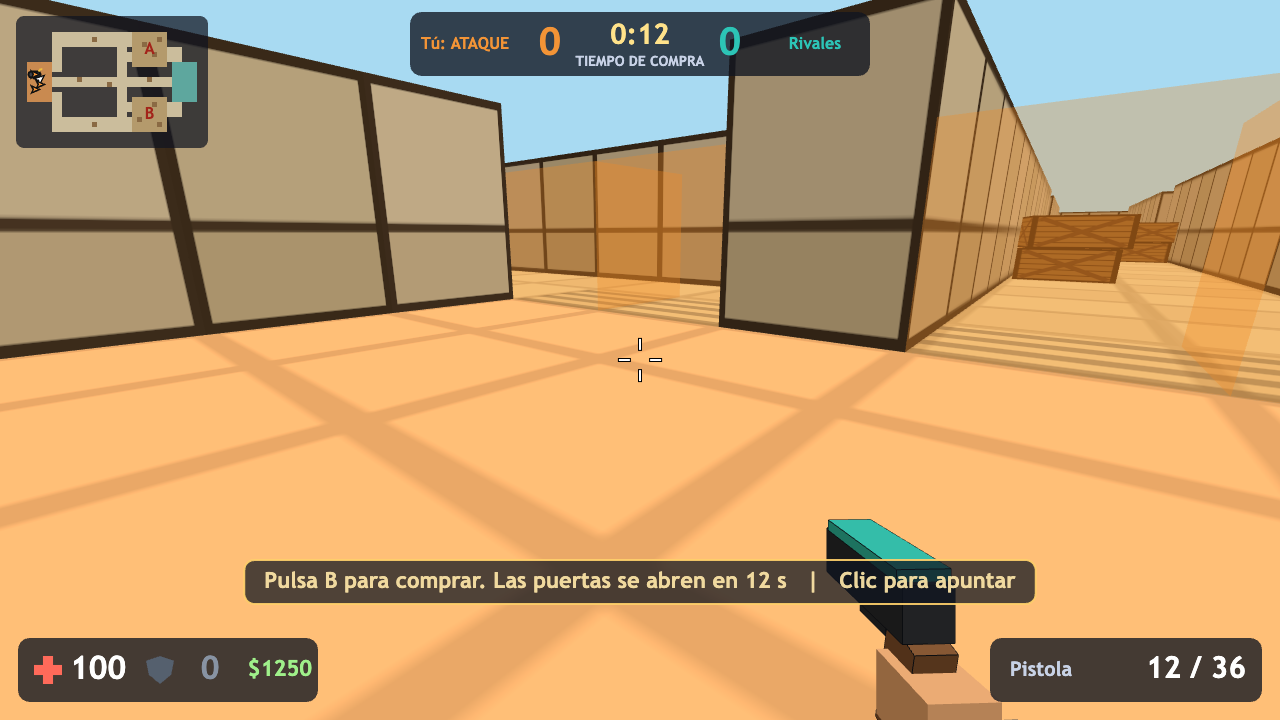 A
B
Tú: ATAQUE 0 0:12 0 Rivales
TIEMPO DE COMPRA
Pulsa B para comprar. Las puertas se abren en 12 s | Clic para apuntar
100 0 $1250
Pistola 12 / 36